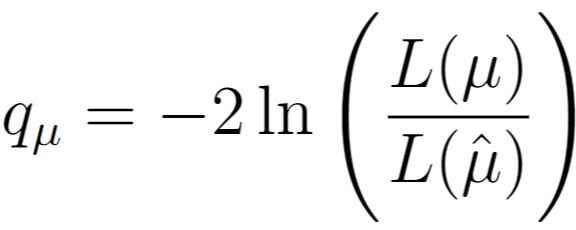 q_μ = −2 ln ( L(μ) / L(μ̂) )